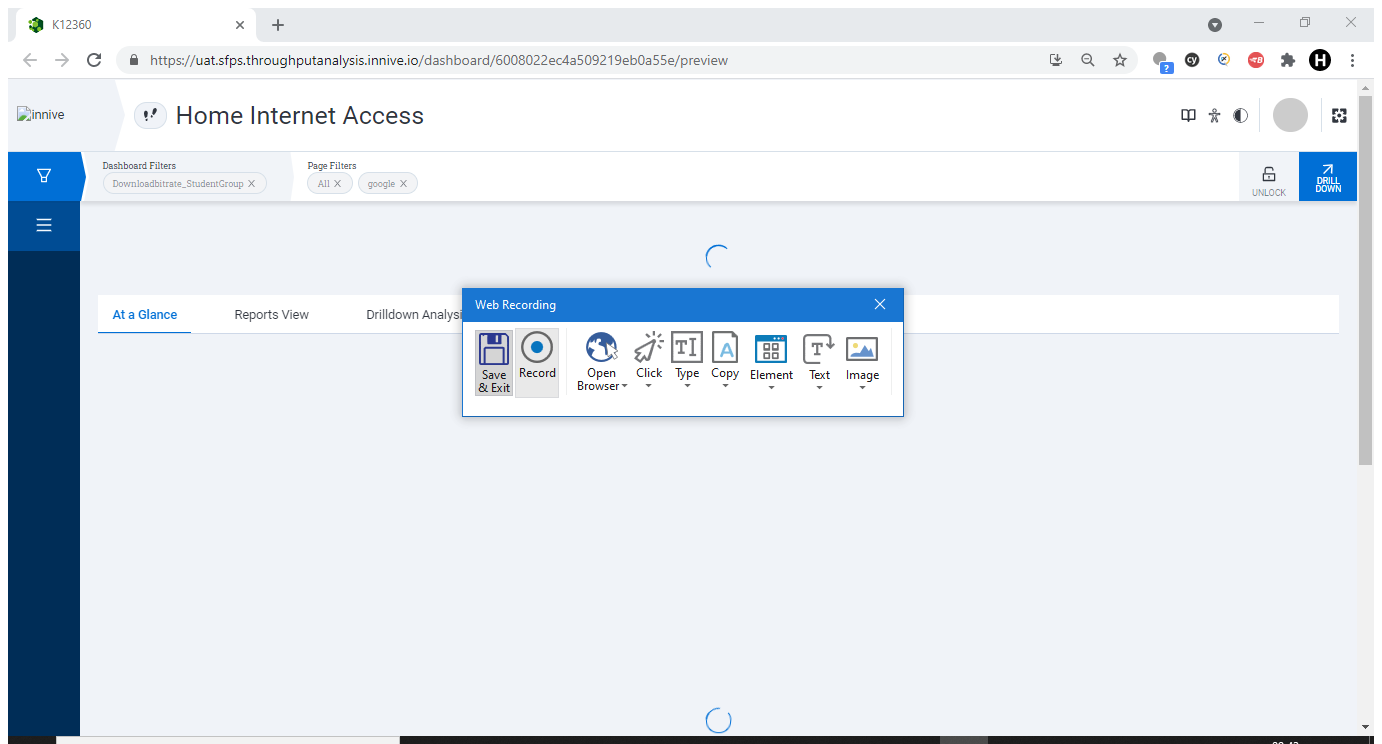 K12360
https://uat.sfps.throughputanalysis.innive.io/dashboard/6008022ec4a509219eb0a55e/preview
?
cy
H
innive
Home Internet Access
Dashboard Filters
Downloadbitrate_StudentGroup X
Page Filters
All X
google X
UNLOCK
DRILL
DOWN
At a Glance
Reports View
Drilldown Analysi
Web Recording
Save
& Exit
Record
Open
Browser
Click
TI
Type
A
Copy
Element
T
Text
Image